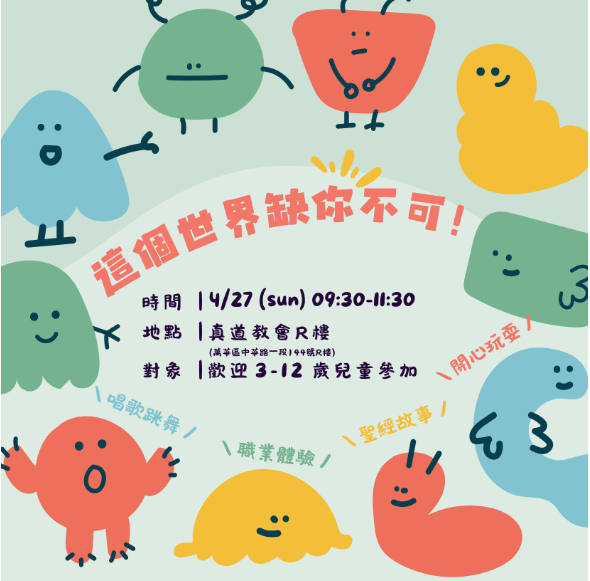 這個世界缺你不可!
時間 | 4/27 (sun) 09:30-11:30
地點 | 真道教會R樓
(萬華區中華路一段144號R樓)
對象 | 歡迎 3-12 歲兒童參加
\ 唱歌跳舞 /
\ 職業體驗 /
\ 聖經故事 /
\ 開心玩耍 /